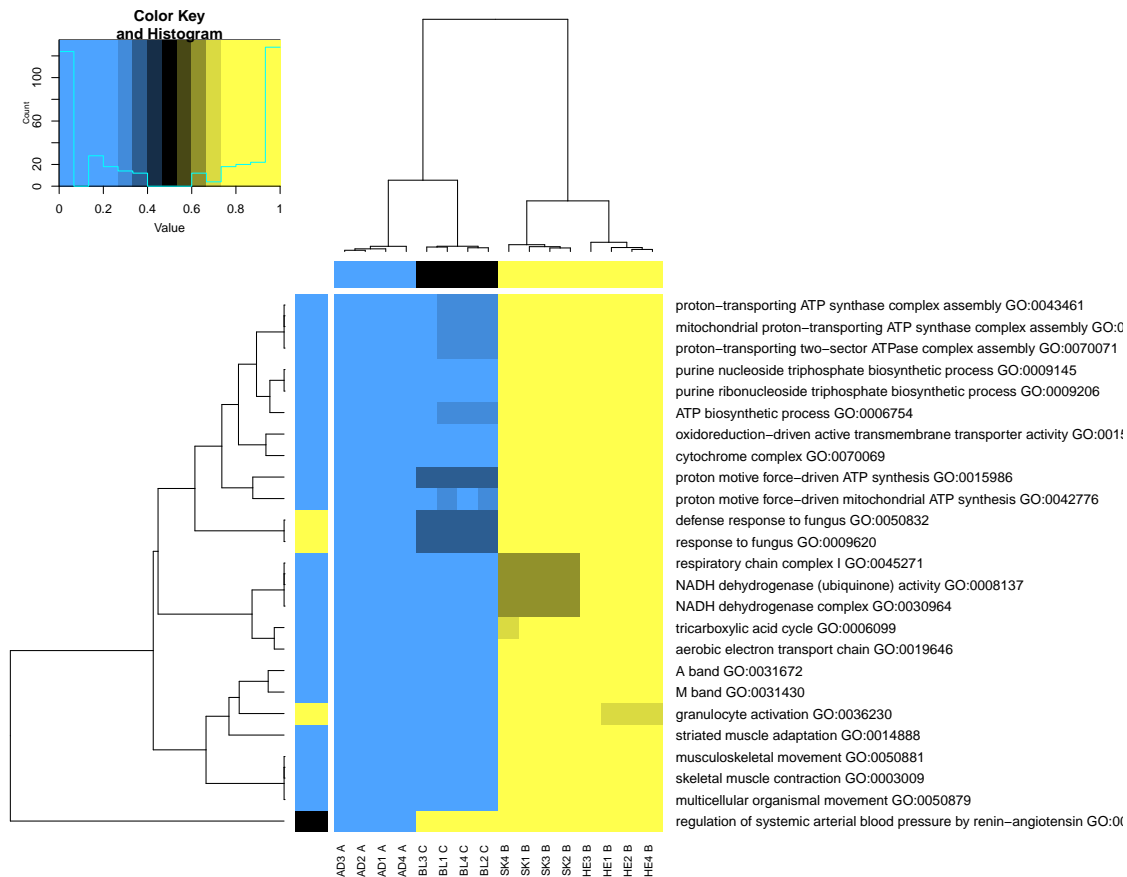 Color Key
and Histogram
Count
0
20
60
100
0
0.2
0.4
0.6
0.8
1
Value
proton−transporting ATP synthase complex assembly GO:0043461
mitochondrial proton−transporting ATP synthase complex assembly GO:0
proton−transporting two−sector ATPase complex assembly GO:0070071
purine nucleoside triphosphate biosynthetic process GO:0009145
purine ribonucleoside triphosphate biosynthetic process GO:0009206
ATP biosynthetic process GO:0006754
oxidoreduction−driven active transmembrane transporter activity GO:0015
cytochrome complex GO:0070069
proton motive force−driven ATP synthesis GO:0015986
proton motive force−driven mitochondrial ATP synthesis GO:0042776
defense response to fungus GO:0050832
response to fungus GO:0009620
respiratory chain complex I GO:0045271
NADH dehydrogenase (ubiquinone) activity GO:0008137
NADH dehydrogenase complex GO:0030964
tricarboxylic acid cycle GO:0006099
aerobic electron transport chain GO:0019646
A band GO:0031672
M band GO:0031430
granulocyte activation GO:0036230
striated muscle adaptation GO:0014888
musculoskeletal movement GO:0050881
skeletal muscle contraction GO:0003009
multicellular organismal movement GO:0050879
regulation of systemic arterial blood pressure by renin−angiotensin GO:00
AD3 A
AD2 A
AD1 A
AD4 A
BL3 C
BL1 C
BL4 C
BL2 C
SK4 B
SK1 B
SK3 B
SK2 B
HE3 B
HE1 B
HE2 B
HE4 B